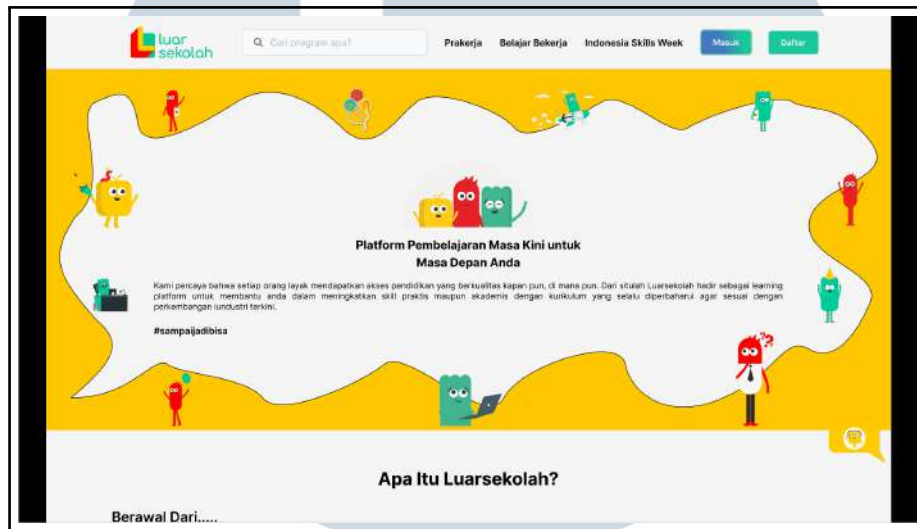 luar
sekolah
Cari program apa?
Prakerja
Belajar Bekerja
Indonesia Skills Week
Masuk
Daftar
??
Platform Pembelajaran Masa Kini untuk
Masa Depan Anda
Kami percaya bahwa setiap orang layak mendapatkan akses pendidikan yang berkualitas kapan pun, di mana pun. Dari situlah Luarsekolah hadir sebagai learning
platform untuk membantu anda dalam meningkatkan skill praktis maupun akademis dengan kurikulum yang selalu diperbaharui agar sesuai dengan
perkembangan iundustri terkini.
#sampaijadibisa
Apa Itu Luarsekolah?
Berawal Dari.....